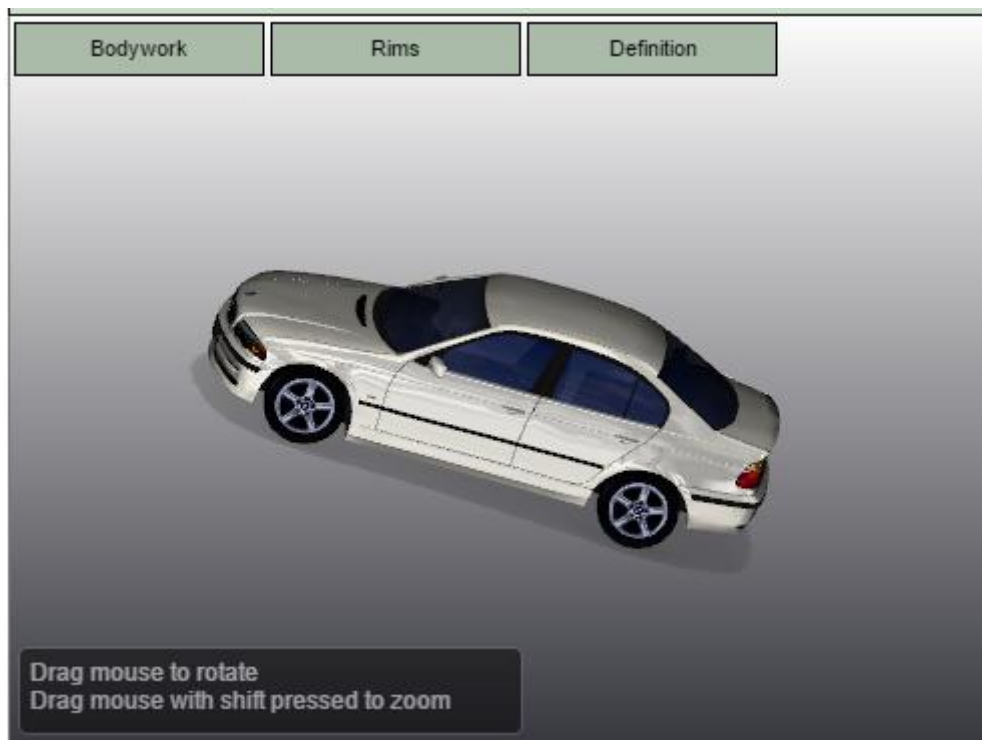 Bodywork
Rims
Definition
Drag mouse to rotate
Drag mouse with shift pressed to zoom